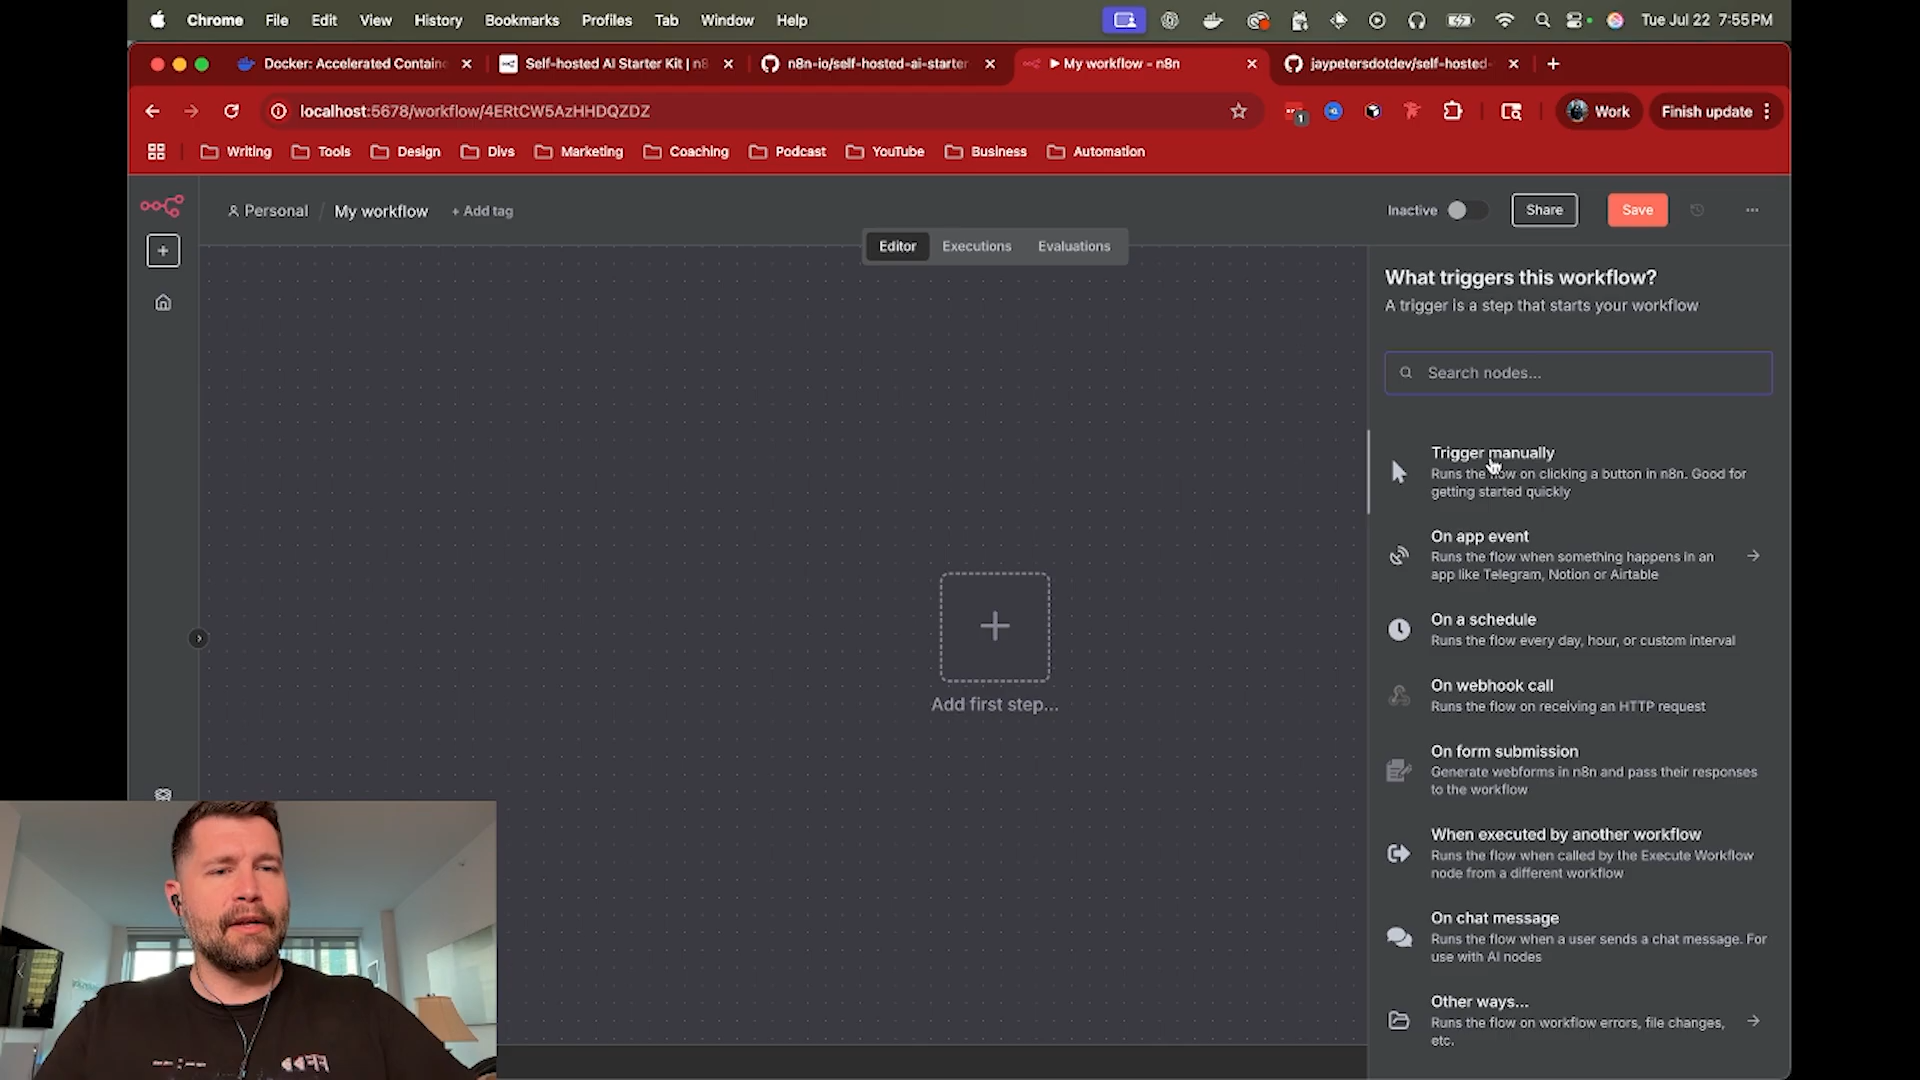 Chrome File Edit View History Bookmarks Profiles Tab Window Help Tue Jul 22 7:55 PM
Docker: Accelerated Contain Self-hosted AI Starter Kit | n8 n8n-io/self-hosted-ai-starter ▶ My workflow - n8n jaypetersdotdev/self-hosted-
localhost:5678/workflow/4ERtCW5AzHHDQZDZ 1 Work Finish update
Writing Tools Design Divs Marketing Coaching Podcast YouTube Business Automation
Personal / My workflow + Add tag Inactive Share Save
Editor Executions Evaluations
What triggers this workflow?
A trigger is a step that starts your workflow
Search nodes...
Trigger manually
Runs the flow on clicking a button in n8n. Good for
getting started quickly
On app event
Runs the flow when something happens in an
app like Telegram, Notion or Airtable
On a schedule
Runs the flow every day, hour, or custom interval
On webhook call
Runs the flow on receiving an HTTP request
Add first step...
On form submission
Generate webforms in n8n and pass their responses
to the workflow
When executed by another workflow
Runs the flow when called by the Execute Workflow
node from a different workflow
On chat message
Runs the flow when a user sends a chat message. For
use with AI nodes
Other ways...
Runs the flow on workflow errors, file changes,
etc.